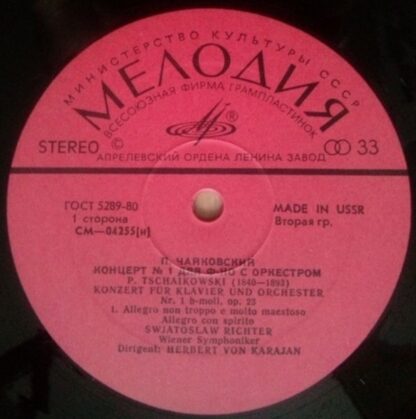 МИНИСТЕРСТВО КУЛЬТУРЫ СССР
МЕЛОДИЯ
ВСЕСОЮЗНАЯ ФИРМА ГРАМПЛАСТИНОК
®
STEREO © 33
АПРЕЛЕВСКИЙ ОРДЕНА ЛЕНИНА ЗАВОД
ГОСТ 5289-80 MADE IN USSR
1 сторона Вторая гр.
СМ—04255(и)
П. ЧАЙКОВСКИЙ
КОНЦЕРТ № 1 ДЛЯ Ф-НО С ОРКЕСТРОМ
P. TSCHAIKOWSKI (1840—1893)
KONZERT FÜR KLAVIER UND ORCHESTER
Nr. 1 b-moll, op. 23
1. Allegro non troppo e molto maestoso
Allegro con spirito
SWJATOSLAW RICHTER
Wiener Symphoniker
Dirigent: HERBERT VON KARAJAN